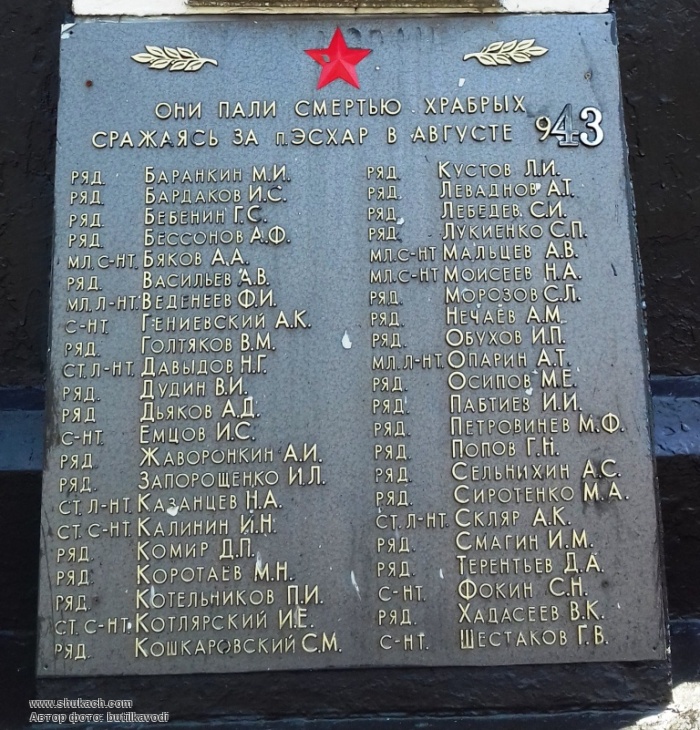 ОНИ ПАЛИ СМЕРТЬЮ ХРАБРЫХ
СРАЖАЯСЬ ЗА п.ЭСХАР В АВГУСТЕ 943
РЯД. БАРАНКИН М.И.
РЯД. БАРДАКОВ И.С.
РЯД. БЕБЕНИН Г.С.
РЯД. БЕССОНОВ А.Ф.
МЛ. С-НТ. БЯКОВ А.А.
РЯД. ВАСИЛЬЕВ А.В.
МЛ. Л-НТ. ВЕДЕНЕЕВ Ф.И.
С-НТ. ГЕНИЕВСКИЙ А.К.
РЯД. ГОЛТЯКОВ В.М.
СТ. Л-НТ. ДАВЫДОВ Н.Г.
РЯД. ДУДИН В.И.
РЯД. ДЬЯКОВ А.Д.
С-НТ. ЕМЦОВ И.С.
РЯД. ЖАВОРОНКИН А.И.
РЯД. ЗАПОРОЩЕНКО И.Л.
СТ. Л-НТ. КАЗАНЦЕВ Н.А.
СТ. С-НТ. КАЛИНИН И.Н.
РЯД. КОМИР Д.П.
РЯД. КОРОТАЕВ М.Н.
РЯД. КОТЕЛЬНИКОВ П.И.
СТ. С-НТ. КОТЛЯРСКИЙ И.Е.
РЯД. КОШКАРОВСКИЙ С.М.
РЯД. КУСТОВ Л.И.
РЯД. ЛЕВАДНОВ А.Т.
РЯД. ЛЕБЕДЕВ С.И.
РЯД. ЛУКИЕНКО С.П.
МЛ. С-НТ МАЛЬЦЕВ А.В.
МЛ. С-НТ МОИСЕЕВ Н.А.
РЯД. МОРОЗОВ С.Л.
РЯД. НЕЧАЕВ А.М.
РЯД. ОБУХОВ И.П.
МЛ. Л-НТ. ОПАРИН А.Т.
РЯД. ОСИПОВ М.Е.
РЯД. ПАБТИЕВ И.И.
РЯД. ПЕТРОВИНЕВ М.Ф.
РЯД. ПОПОВ Г.Н.
РЯД. СЕЛЬНИХИН А.С.
РЯД. СИРОТЕНКО М.А.
СТ. Л-НТ. СКЛЯР А.К.
РЯД. СМАГИН И.М.
РЯД. ТЕРЕНТЬЕВ Д.А.
С-НТ. ФОКИН С.Н.
РЯД. ХАДАСЕЕВ В.К.
С-НТ. ШЕСТАКОВ Г.В.
www.shukach.com
Автор фото: butilkavodi